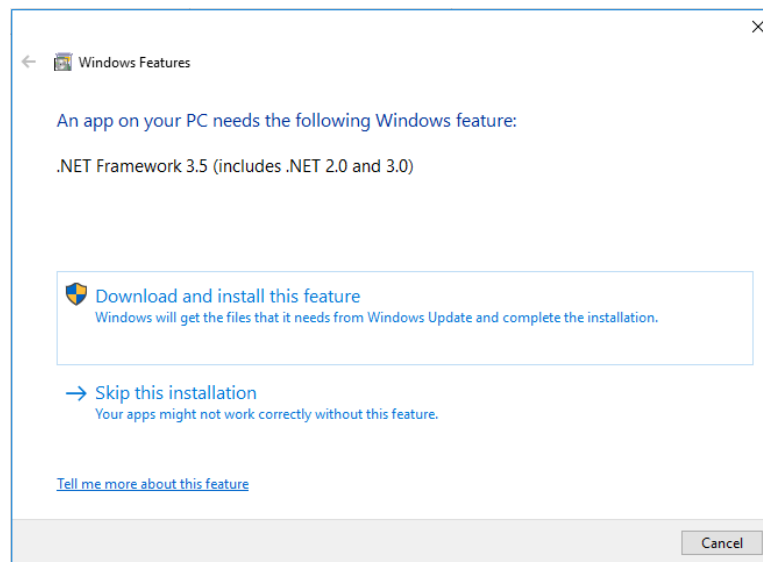 Windows Features
An app on your PC needs the following Windows feature:
.NET Framework 3.5 (includes .NET 2.0 and 3.0)
Download and install this feature
Windows will get the files that it needs from Windows Update and complete the installation.
Skip this installation
Your apps might not work correctly without this feature.
Tell me more about this feature
Cancel